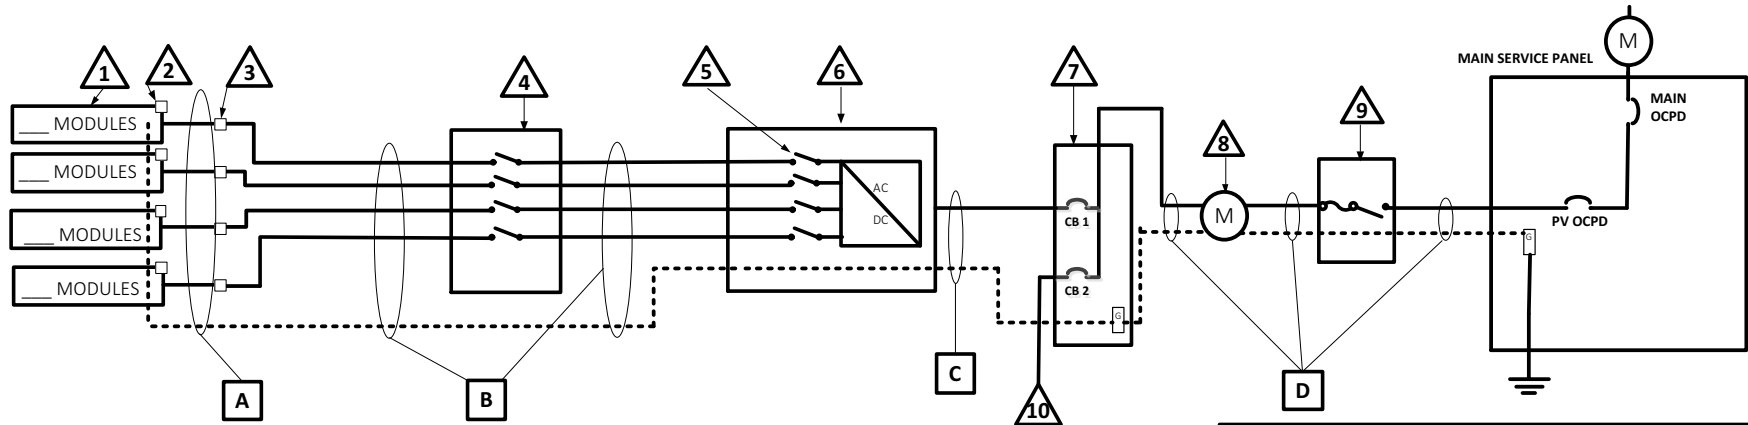 1
2
3
4
5
6
7
8
9
10
___ MODULES
___ MODULES
___ MODULES
___ MODULES
AC
DC
CB 1
CB 2
G
M
M
MAIN SERVICE PANEL
MAIN
OCPD
PV OCPD
G
A
B
C
D